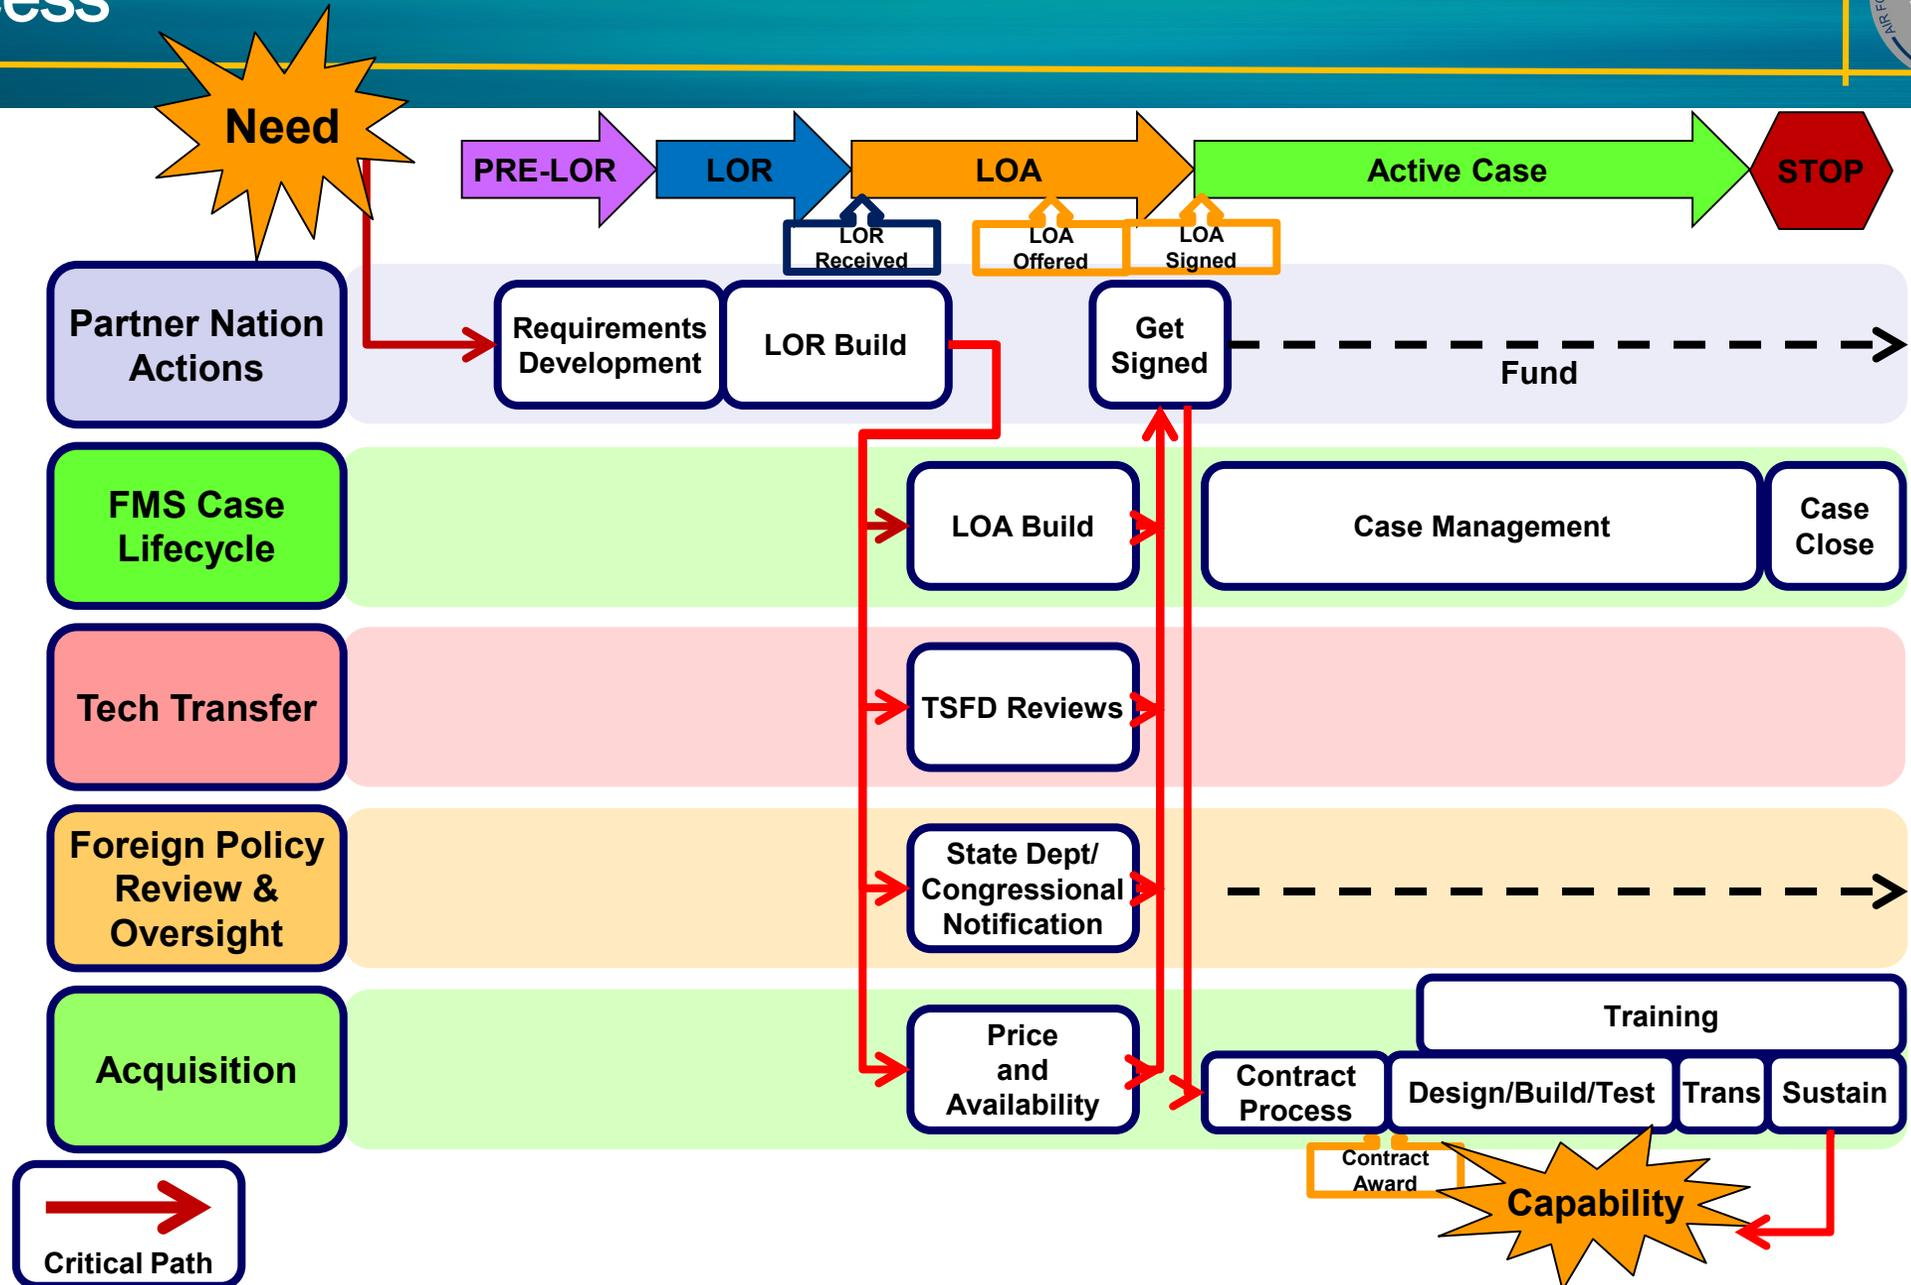 Need
PRE-LOR
LOR
LOA
Active Case
STOP
LOR
Received
LOA
Offered
LOA
Signed
Partner Nation
Actions
Requirements
Development
LOR Build
Get
Signed
Fund
FMS Case
Lifecycle
LOA Build
Case Management
Case
Close
Tech Transfer
TSFD Reviews
Foreign Policy
Review &
Oversight
State Dept/
Congressional
Notification
Acquisition
Price
and
Availability
Training
Contract
Process
Design/Build/Test
Trans
Sustain
Contract
Award
Capability
Critical Path